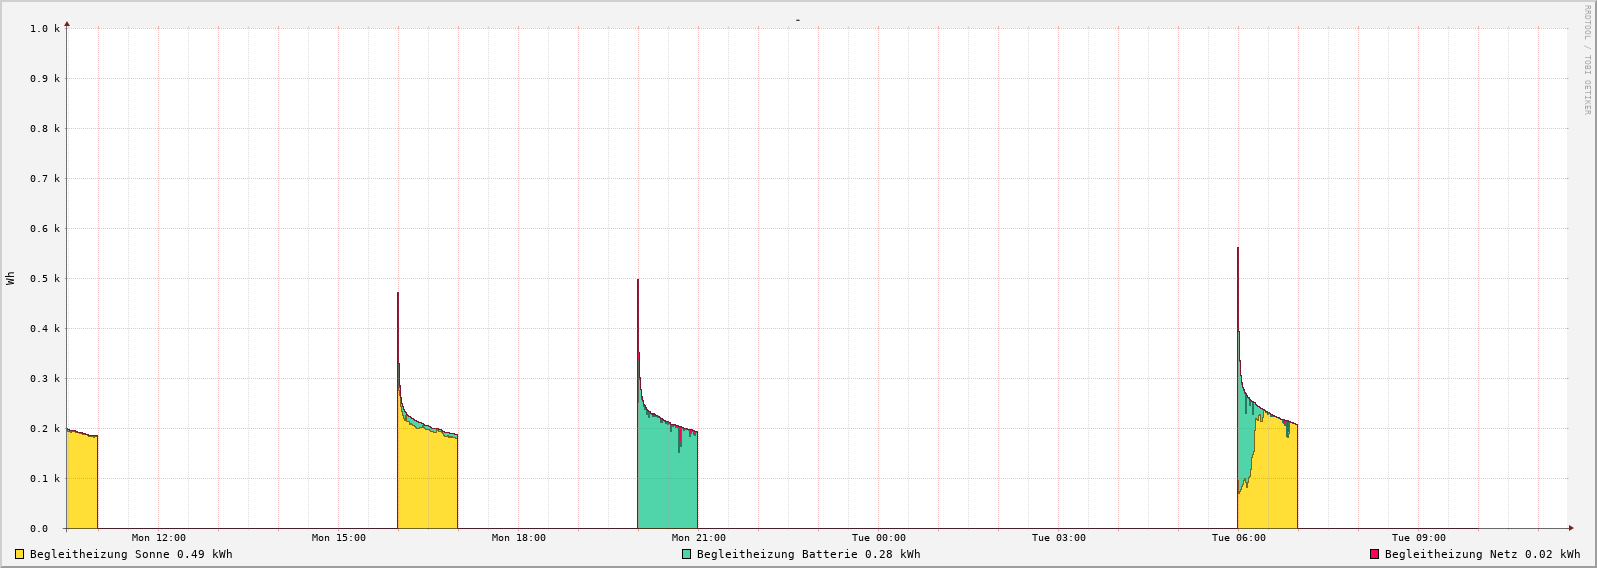 -
RRDTOOL / TOBI OETIKER
1.0 k
0.9 k
0.8 k
0.7 k
0.6 k
0.5 k
0.4 k
0.3 k
0.2 k
0.1 k
0.0
Wh
Mon 12:00 Mon 15:00 Mon 18:00 Mon 21:00 Tue 00:00 Tue 03:00 Tue 06:00 Tue 09:00
Begleitheizung Sonne 0.49 kWh Begleitheizung Batterie 0.28 kWh Begleitheizung Netz 0.02 kWh